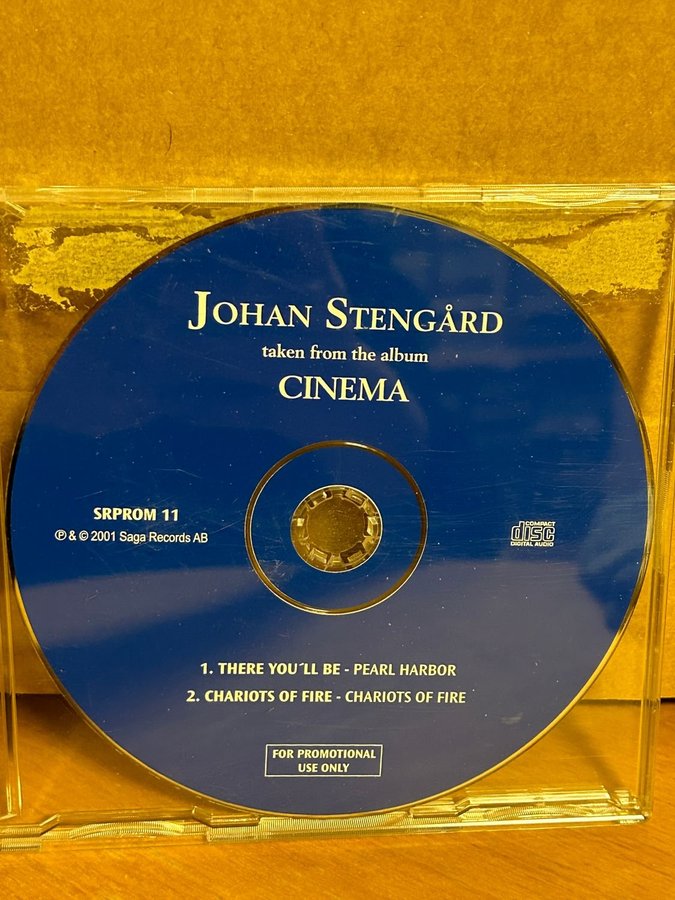 JOHAN STENGÅRD
taken from the album
CINEMA
SRPROM 11
℗ & © 2001 Saga Records AB
COMPACT
disc
DIGITAL AUDIO
1. THERE YOU´LL BE - PEARL HARBOR
2. CHARIOTS OF FIRE - CHARIOTS OF FIRE
FOR PROMOTIONAL
USE ONLY